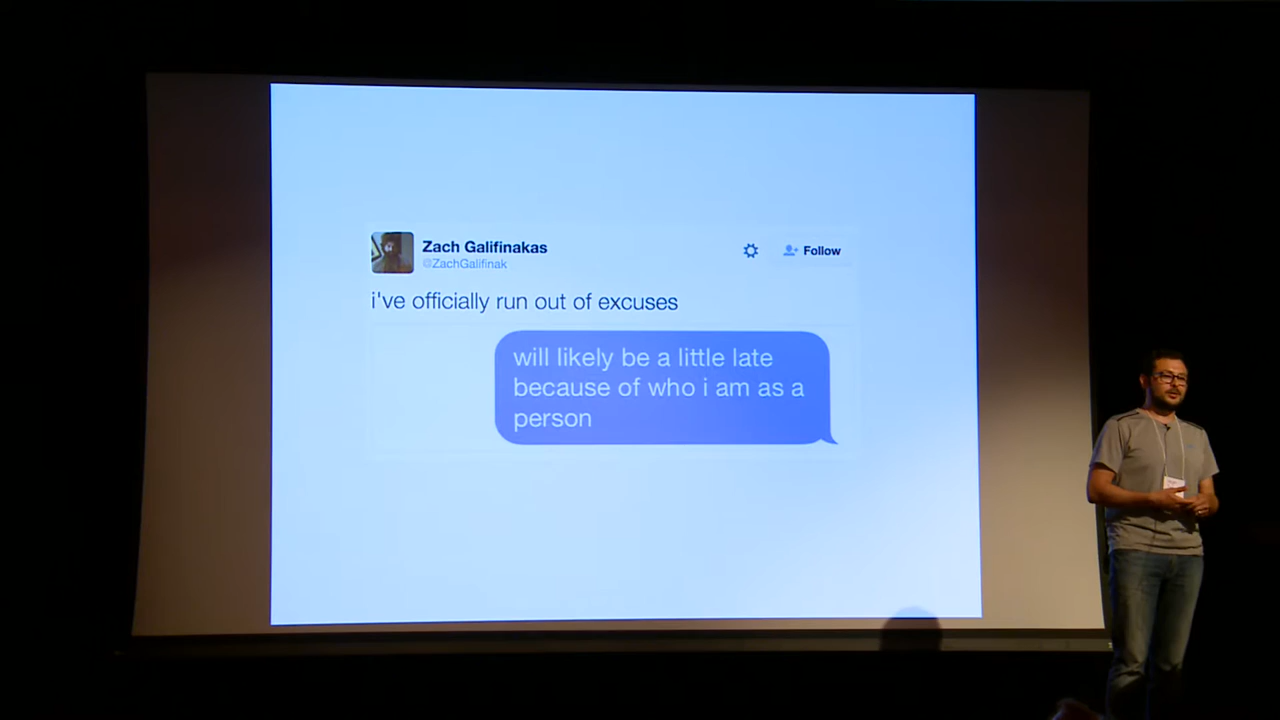 Zach Galifinakas
@ZachGalifinak
Follow
i've officially run out of excuses
will likely be a little late
because of who i am as a
person